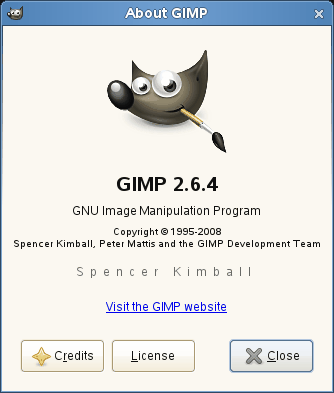 About GIMP
GIMP 2.6.4
GNU Image Manipulation Program
Copyright © 1995-2008
Spencer Kimball, Peter Mattis and the GIMP Development Team
Spencer Kimball
Visit the GIMP website
Credits
License
Close